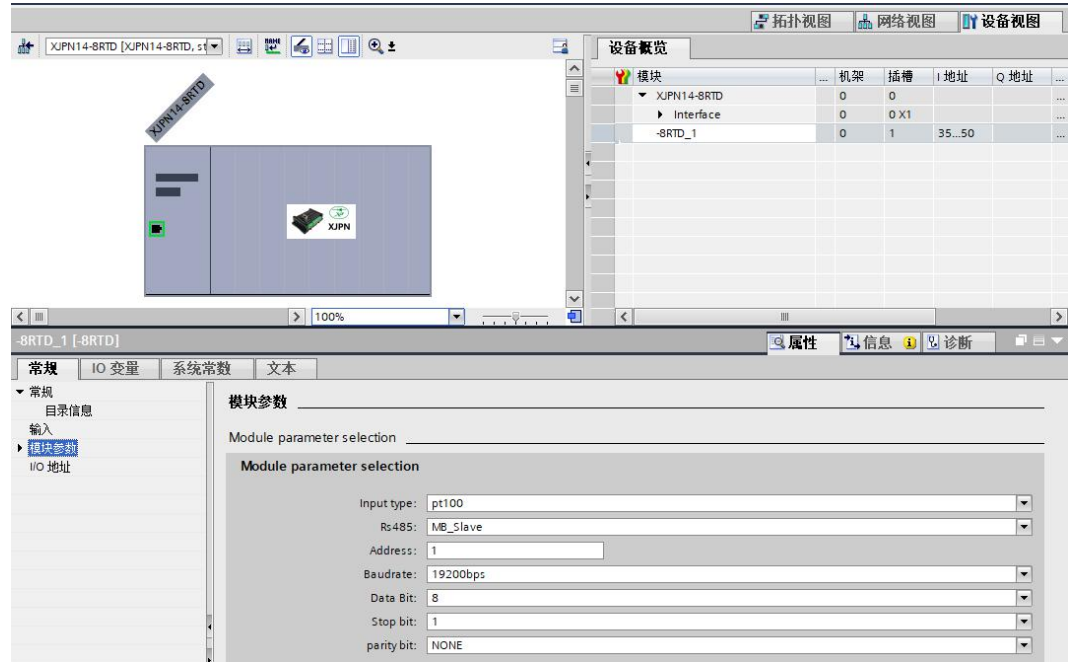 拓扑视图 网络视图 设备视图
XJPN14-8RTD [XJPN14-8RTD, st
设备概览
模块 ... 机架 插槽 I 地址 Q 地址 ...
XJPN14-8RTD 0 0 ...
Interface 0 0 X1 ...
-8RTD_1 0 1 35...50 ...
XJPN14-8RTD
XJPN
100%
-8RTD_1 [-8RTD]
属性 信息 诊断
常规 IO 变量 系统常数 文本
常规
目录信息
输入
模块参数
I/O 地址
模块参数
Module parameter selection
Module parameter selection
Input type: pt100
Rs485: MB_Slave
Address: 1
Baudrate: 19200bps
Data Bit: 8
Stop bit: 1
parity bit: NONE